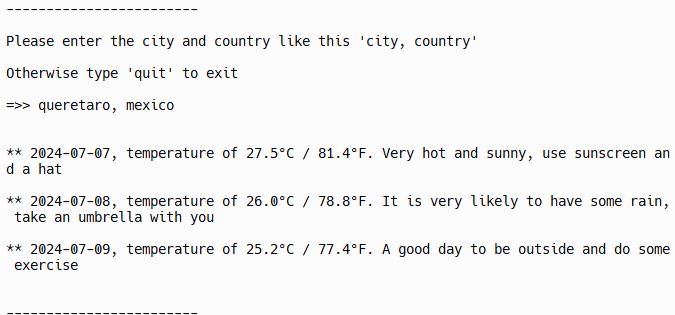 ------------------------
Please enter the city and country like this 'city, country'
Otherwise type 'quit' to exit
=>> queretaro, mexico
** 2024-07-07, temperature of 27.5°C / 81.4°F. Very hot and sunny, use sunscreen an
d a hat
** 2024-07-08, temperature of 26.0°C / 78.8°F. It is very likely to have some rain,
 take an umbrella with you
** 2024-07-09, temperature of 25.2°C / 77.4°F. A good day to be outside and do some
 exercise
------------------------